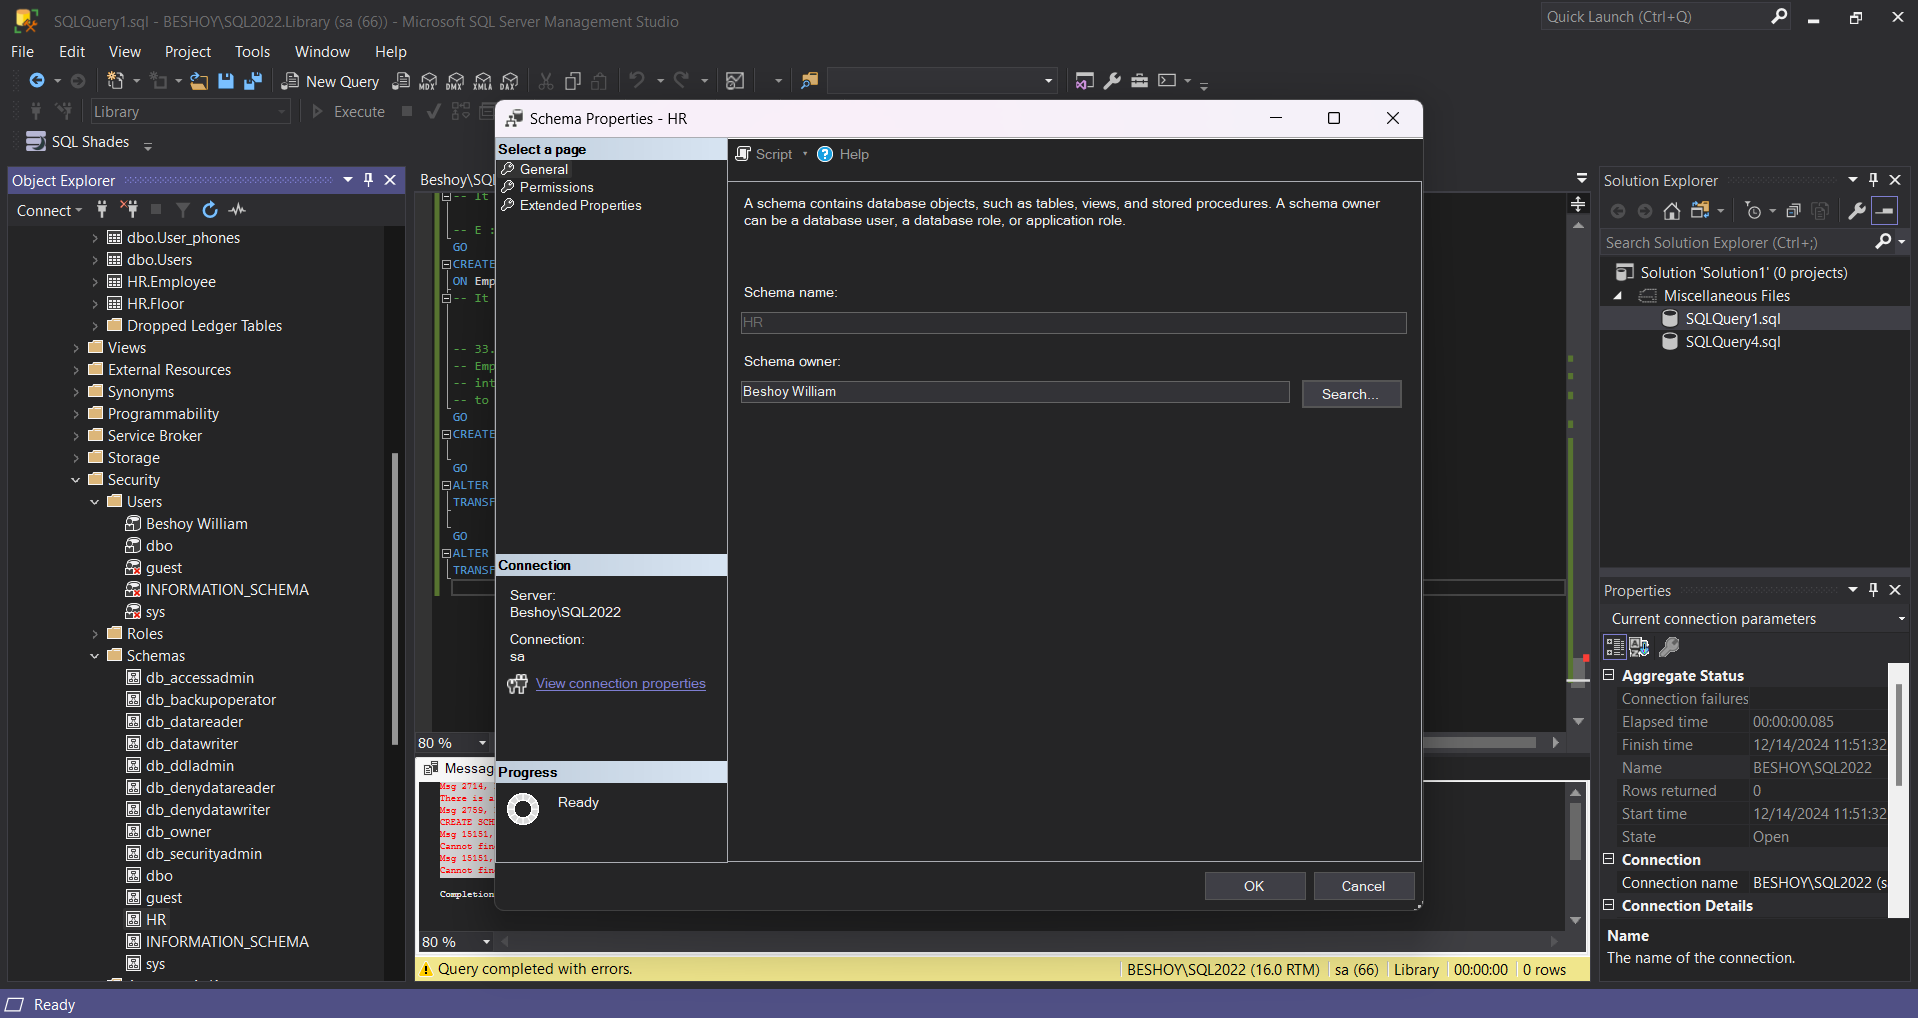 SQLQuery1.sql - BESHOY\SQL2022.Library (sa (66)) - Microsoft SQL Server Management Studio
Quick Launch (Ctrl+Q)
File Edit View Project Tools Window Help
New Query
MDX DMX XMLA DAX
Library
Execute
SQL Shades
Object Explorer
Connect
dbo.User_phones
dbo.Users
HR.Employee
HR.Floor
Dropped Ledger Tables
Views
External Resources
Synonyms
Programmability
Service Broker
Storage
Security
Users
Beshoy William
dbo
guest
INFORMATION_SCHEMA
sys
Roles
Schemas
db_accessadmin
db_backupoperator
db_datareader
db_datawriter
db_ddladmin
db_denydatareader
db_denydatawriter
db_owner
db_securityadmin
dbo
guest
HR
INFORMATION_SCHEMA
sys
Beshoy\SQ
-- It
-- E :
GO
CREATE
ON Emp
-- It
-- 33.
-- Emp
-- int
-- to
GO
CREATE
GO
ALTER
TRANSF
GO
ALTER
TRANSF
80 %
Messag
Msg 2714,
There is a
Msg 2759,
CREATE SCH
Msg 15151,
Cannot fin
Msg 15151,
Cannot fin
Completion
80 %
Query completed with errors.
BESHOY\SQL2022 (16.0 RTM) sa (66) Library 00:00:00 0 rows
Schema Properties - HR
Select a page
General
Permissions
Extended Properties
Connection
Server:
Beshoy\SQL2022
Connection:
sa
View connection properties
Progress
Ready
Script Help
A schema contains database objects, such as tables, views, and stored procedures. A schema owner
can be a database user, a database role, or application role.
Schema name:
HR
Schema owner:
Beshoy William
Search...
OK Cancel
Solution Explorer
Search Solution Explorer (Ctrl+;)
Solution 'Solution1' (0 projects)
Miscellaneous Files
SQLQuery1.sql
SQLQuery4.sql
Properties
Current connection parameters
Aggregate Status
Connection failures
Elapsed time 00:00:00.085
Finish time 12/14/2024 11:51:32
Name BESHOY\SQL2022
Rows returned 0
Start time 12/14/2024 11:51:32
State Open
Connection
Connection name BESHOY\SQL2022 (s
Connection Details
Name
The name of the connection.
Ready